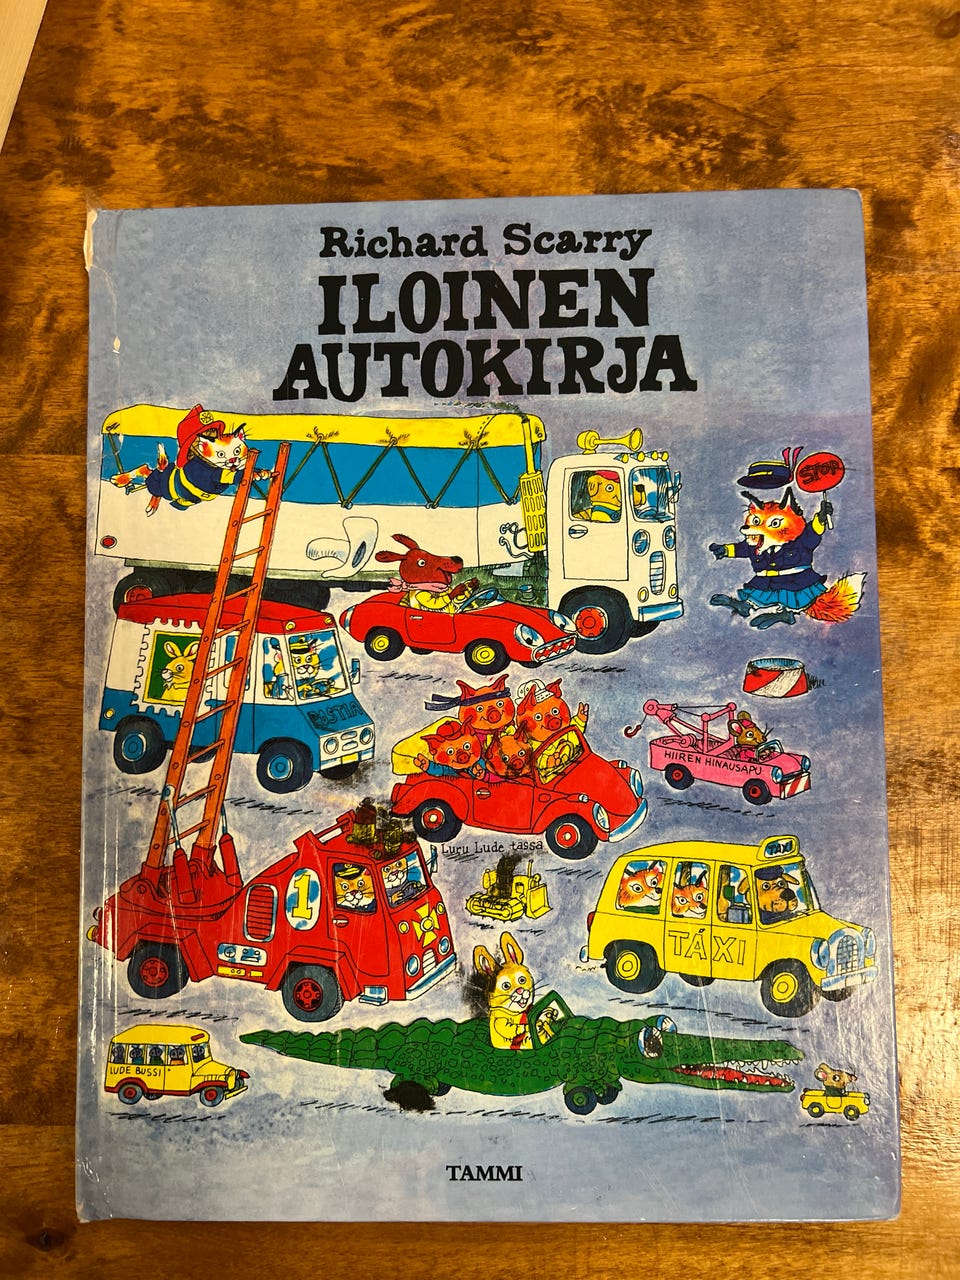 Richard Scarry
ILOINEN
AUTOKIRJA
STOP
POSTIA
HIIREN HINAUSAPU
Luru Lude tässä
TAXI
1
TÁXI
LUDE BUSSI
TAMMI